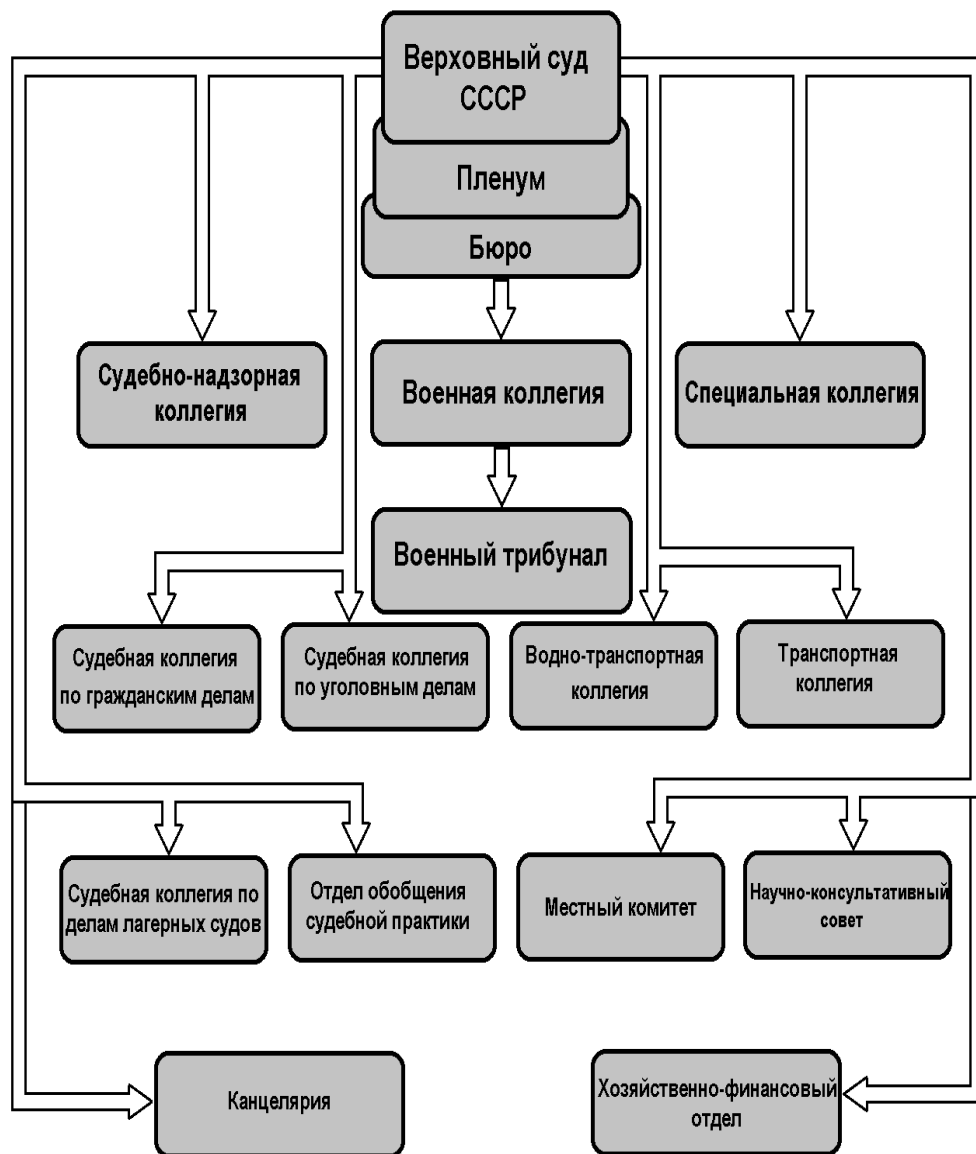 Верховный суд
СССР
Пленум
Бюро
Судебно-надзорная
коллегия
Военная коллегия
Специальная коллегия
Военный трибунал
Судебная коллегия
по гражданским делам
Судебная коллегия
по уголовным делам
Водно-транспортная
коллегия
Транспортная
коллегия
Судебная коллегия по
делам лагерных судов
Отдел обобщения
судебной практики
Местный комитет
Научно-консультативный
совет
Канцелярия
Хозяйственно-финансовый
отдел